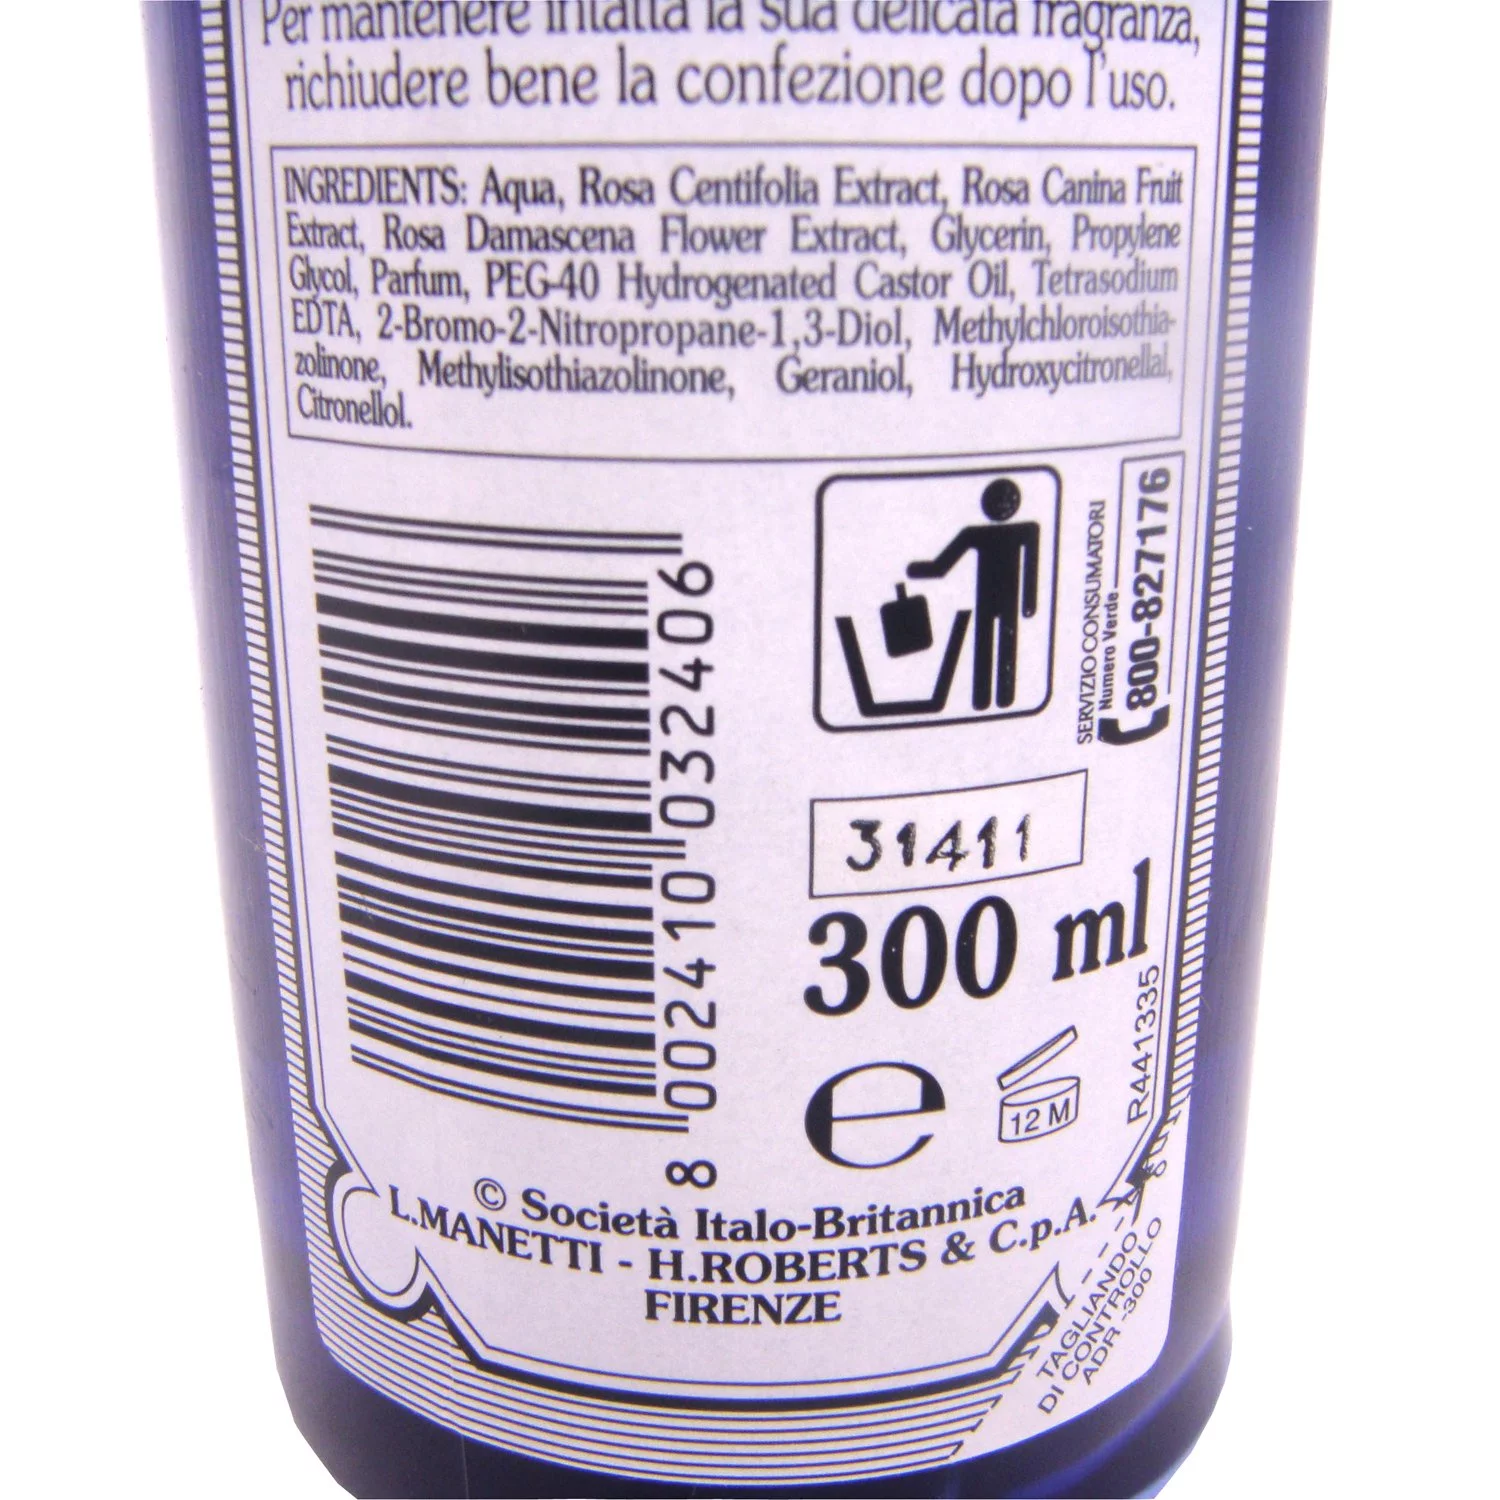 Per mantenere intatta la sua delicata fragranza,
richiudere bene la confezione dopo l'uso.
INGREDIENTS: Aqua, Rosa Centifolia Extract, Rosa Canina Fruit
Extract, Rosa Damascena Flower Extract, Glycerin, Propylene
Glycol, Parfum, PEG-40 Hydrogenated Castor Oil, Tetrasodium
EDTA, 2-Bromo-2-Nitropropane-1,3-Diol, Methylchloroisothia-
zolinone, Methylisothiazolinone, Geraniol, Hydroxycitronellal,
Citronellol.
8 002410 032406
SERVIZIO CONSUMATORI
Numero Verde
800-827176
31411
300 ml
R441335
e
12 M
© Società Italo-Britannica
L.MANETTI - H.ROBERTS & C.p.A.
FIRENZE
TAGLIANDO
DI CONTROLLO
ADR -300